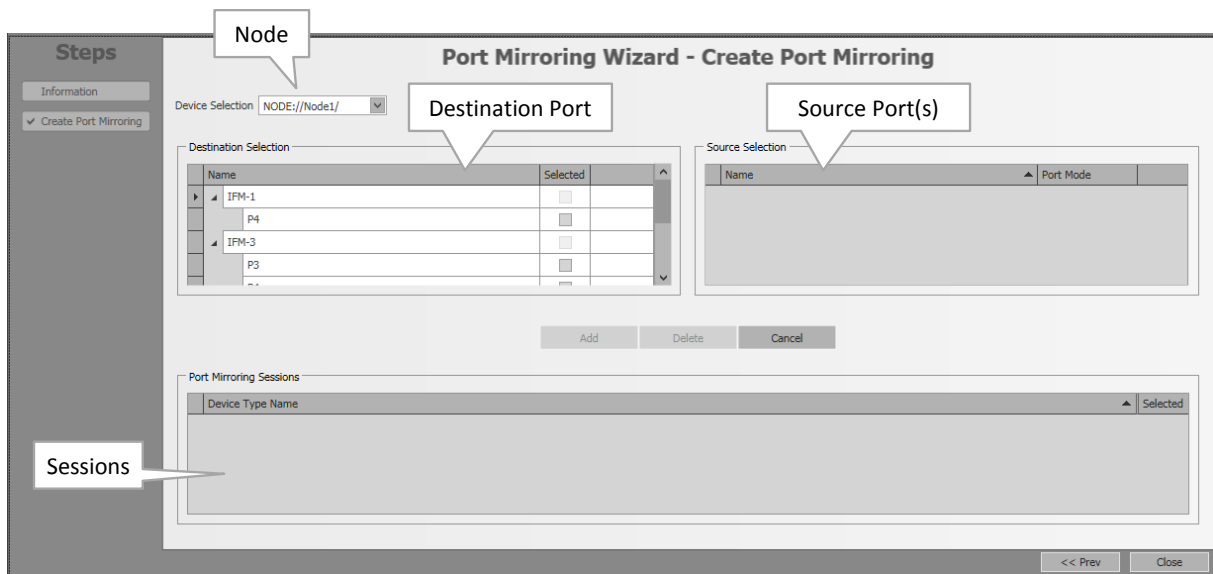 Steps
Node
Port Mirroring Wizard - Create Port Mirroring
Information
Create Port Mirroring
Device Selection NODE://Node1/
Destination Port
Source Port(s)
Destination Selection
Name Selected
IFM-1
P4
IFM-3
P3
Source Selection
Name Port Mode
Add Delete Cancel
Port Mirroring Sessions
Device Type Name Selected
Sessions
<< Prev Close